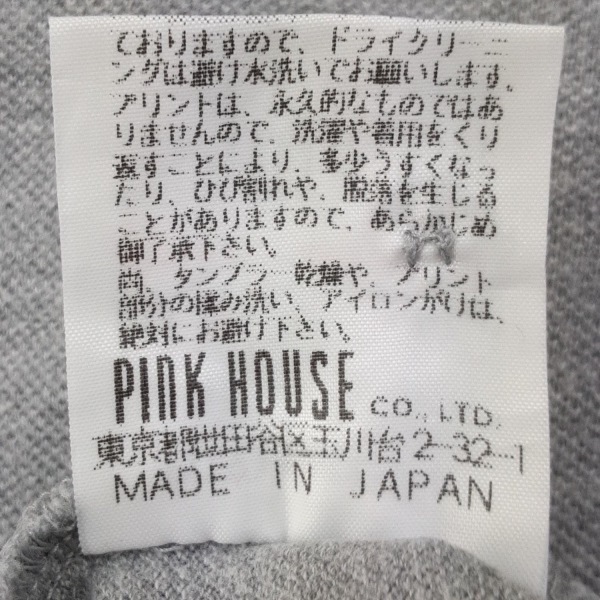 ておりますので、ドライクリーニ
ングは避け水洗いでお願いします。
プリントは、永久的なものではあ
りませんので、洗濯や着用をくり
返すことにより、多少うすくなっ
たり、ひび割れや、脱落を生じる
ことがありますので、あらかじめ
御了承下さい。
尚、タンブラー乾燥や、プリント
部分の揉み洗い、アイロンがけは、
絶対にお避け下さい。
PINK HOUSE CO., LTD.
東京都世田谷区玉川台2-32-1
MADE IN JAPAN